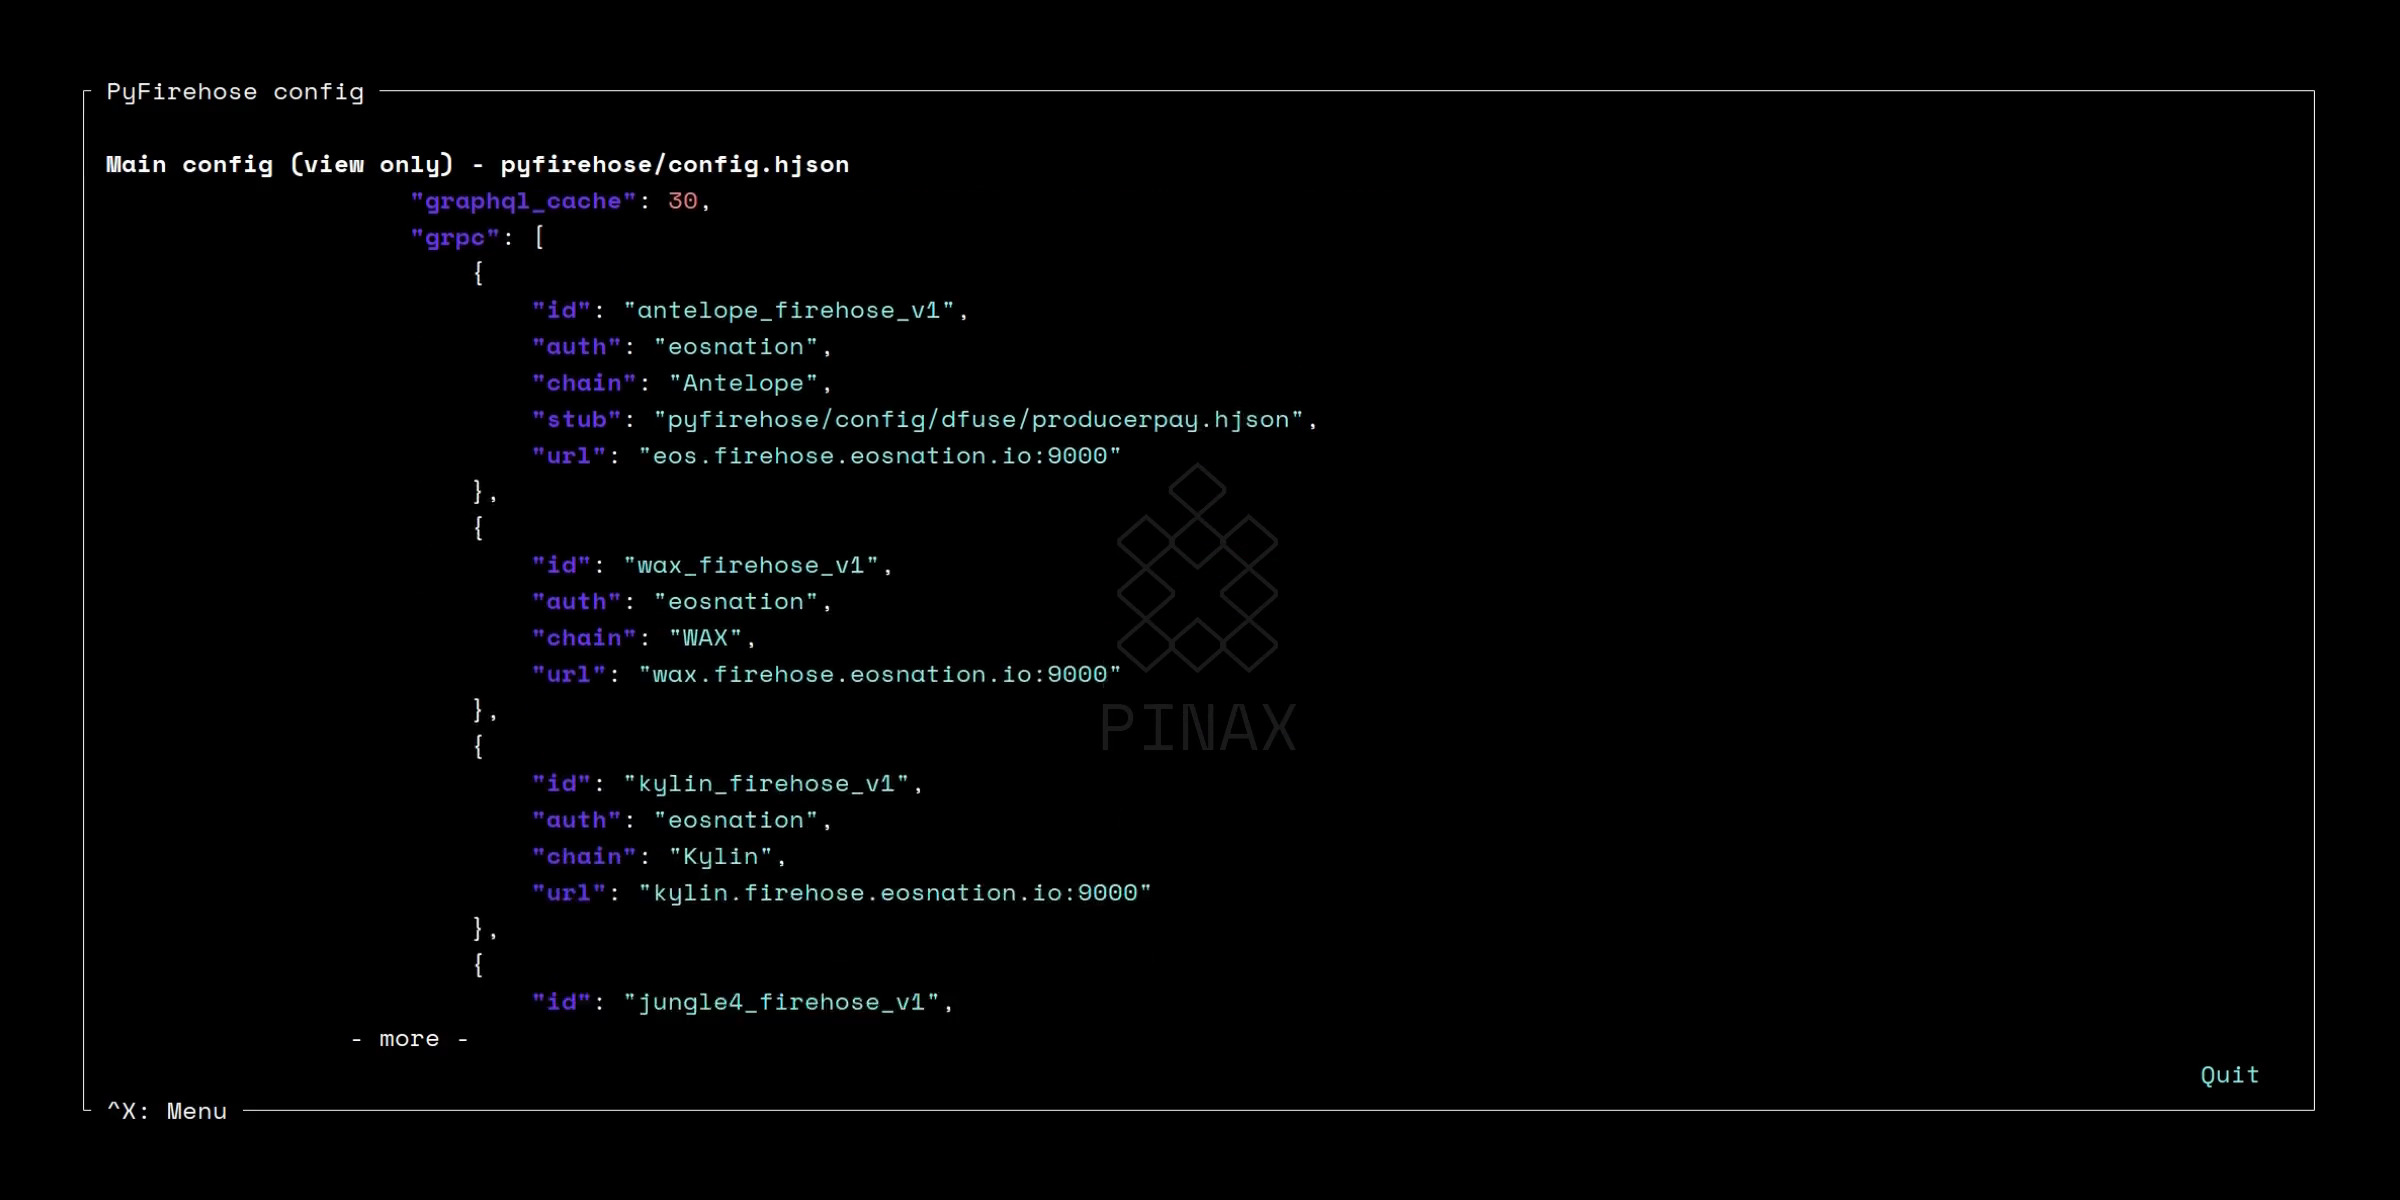 PyFirehose config
Main config (view only) - pyfirehose/config.hjson
"graphql_cache": 30,
"grpc": [
{
"id": "antelope_firehose_v1",
"auth": "eosnation",
"chain": "Antelope",
"stub": "pyfirehose/config/dfuse/producerpay.hjson",
"url": "eos.firehose.eosnation.io:9000"
},
{
"id": "wax_firehose_v1",
"auth": "eosnation",
"chain": "WAX",
"url": "wax.firehose.eosnation.io:9000"
},
PINAX
{
"id": "kylin_firehose_v1",
"auth": "eosnation",
"chain": "Kylin",
"url": "kylin.firehose.eosnation.io:9000"
},
{
"id": "jungle4_firehose_v1",
- more -
Quit
^X: Menu